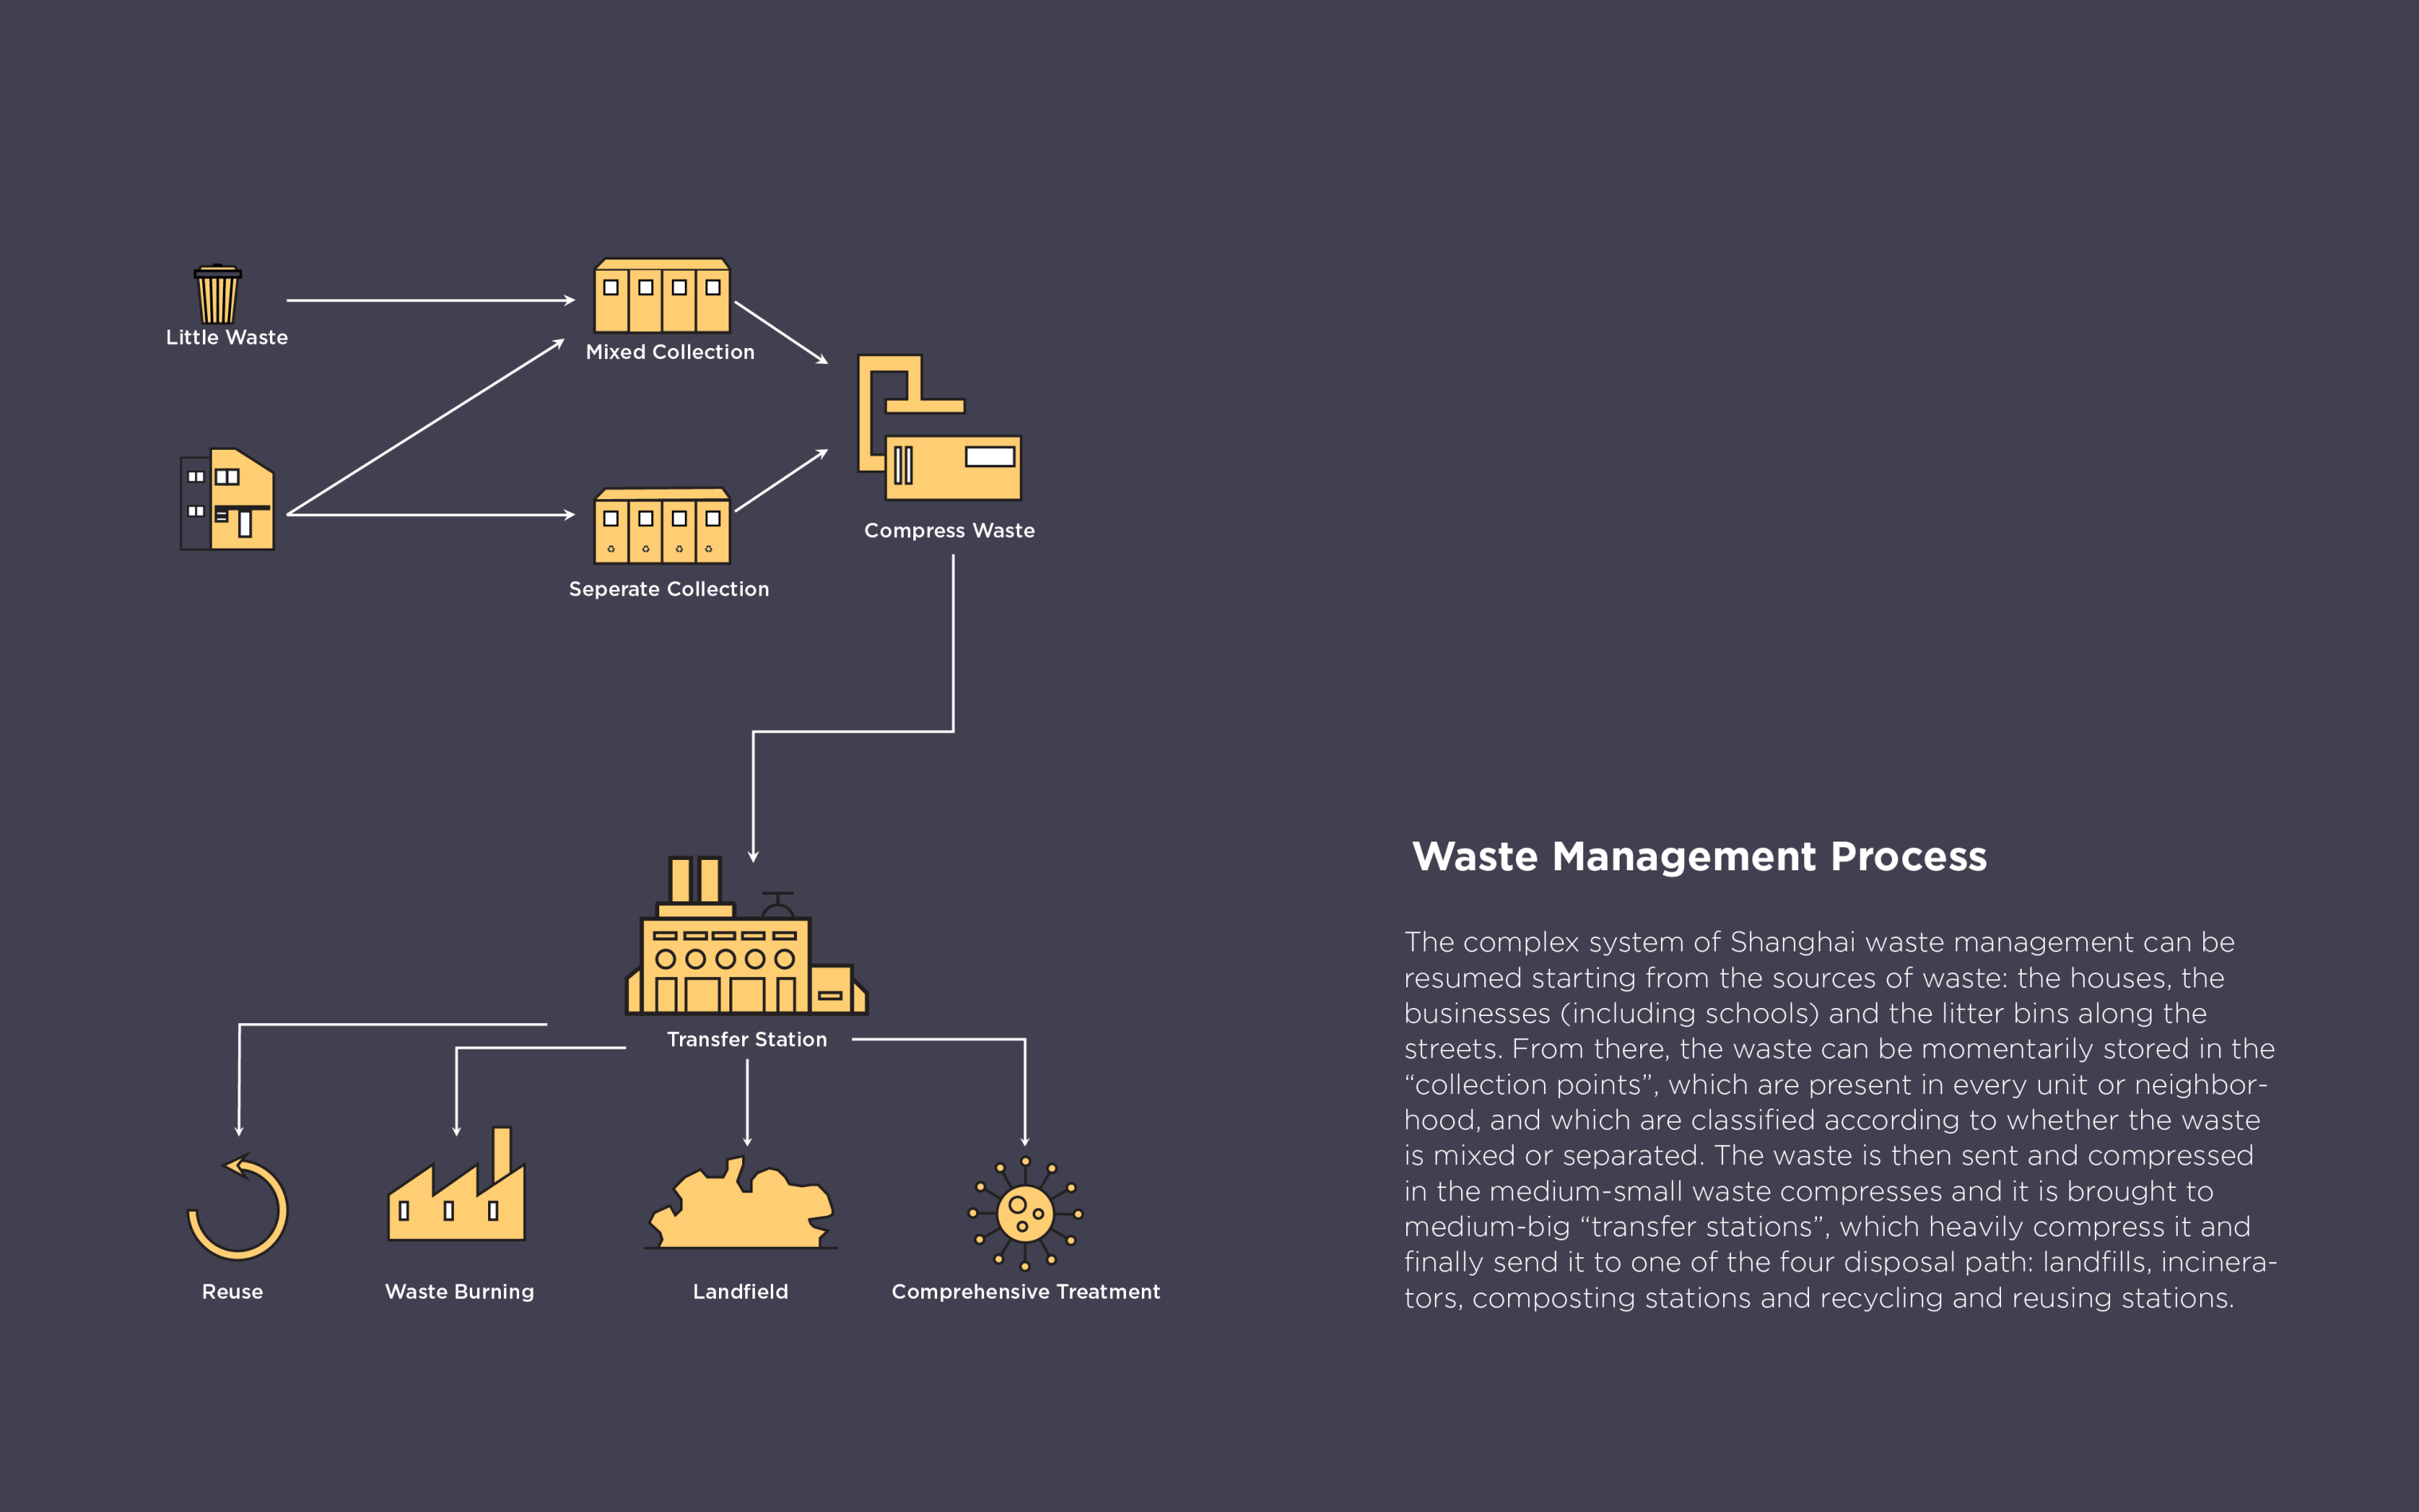 Little Waste
Mixed Collection
Compress Waste
Seperate Collection
Transfer Station
Reuse
Waste Burning
Landfield
Comprehensive Treatment
Waste Management Process
The complex system of Shanghai waste management can be
resumed starting from the sources of waste: the houses, the
businesses (including schools) and the litter bins along the
streets. From there, the waste can be momentarily stored in the
“collection points”, which are present in every unit or neighbor-
hood, and which are classified according to whether the waste
is mixed or separated. The waste is then sent and compressed
in the medium-small waste compresses and it is brought to
medium-big “transfer stations”, which heavily compress it and
finally send it to one of the four disposal path: landfills, incinera-
tors, composting stations and recycling and reusing stations.